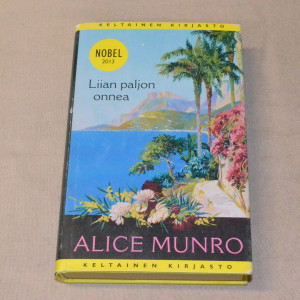 KELTAINEN KIRJASTO
NOBEL
2013
Liian paljon
onnea
ALICE MUNRO
KELTAINEN KIRJASTO